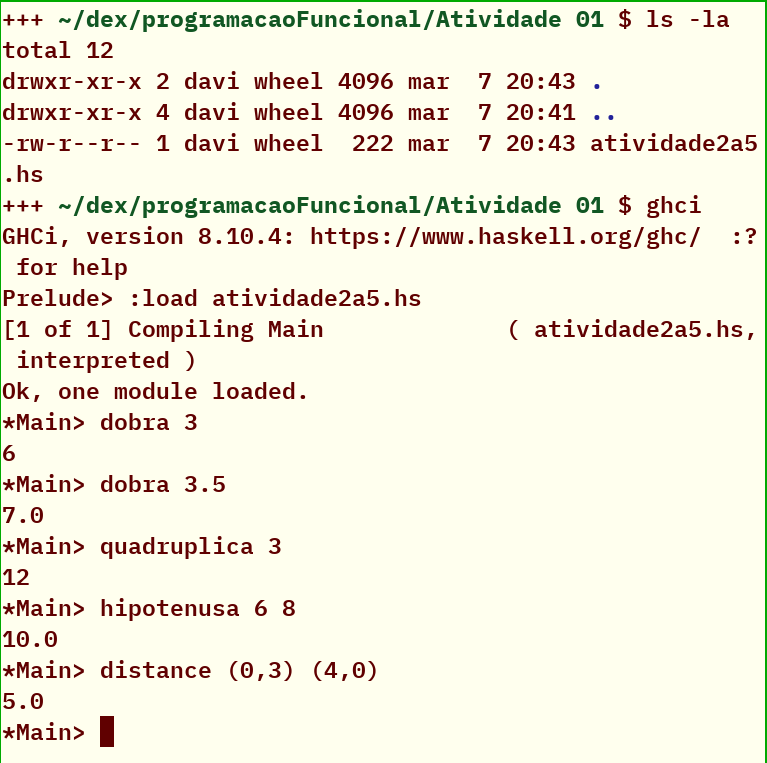 +++ ~/dex/programacaoFuncional/Atividade 01 $ ls -la
total 12
drwxr-xr-x 2 davi wheel 4096 mar  7 20:43 .
drwxr-xr-x 4 davi wheel 4096 mar  7 20:41 ..
-rw-r--r-- 1 davi wheel  222 mar  7 20:43 atividade2a5
.hs
+++ ~/dex/programacaoFuncional/Atividade 01 $ ghci
GHCi, version 8.10.4: https://www.haskell.org/ghc/  :?
 for help
Prelude> :load atividade2a5.hs
[1 of 1] Compiling Main             ( atividade2a5.hs,
 interpreted )
Ok, one module loaded.
*Main> dobra 3
6
*Main> dobra 3.5
7.0
*Main> quadruplica 3
12
*Main> hipotenusa 6 8
10.0
*Main> distance (0,3) (4,0)
5.0
*Main>